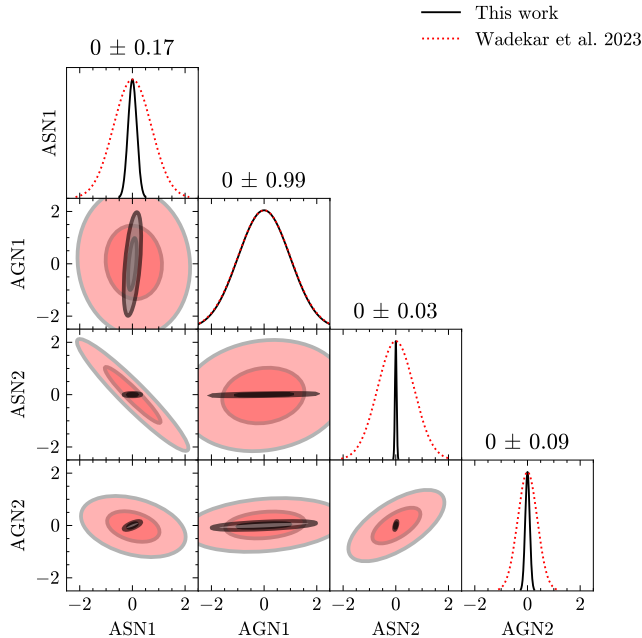 This work
Wadekar et al. 2023
0 ± 0.17
ASN1
0 ± 0.99
AGN1
2
0
−2
0 ± 0.03
ASN2
2
0
−2
0 ± 0.09
AGN2
2
0
−2
−2 0 2 −2 0 2 −2 0 2 −2 0 2
ASN1 AGN1 ASN2 AGN2